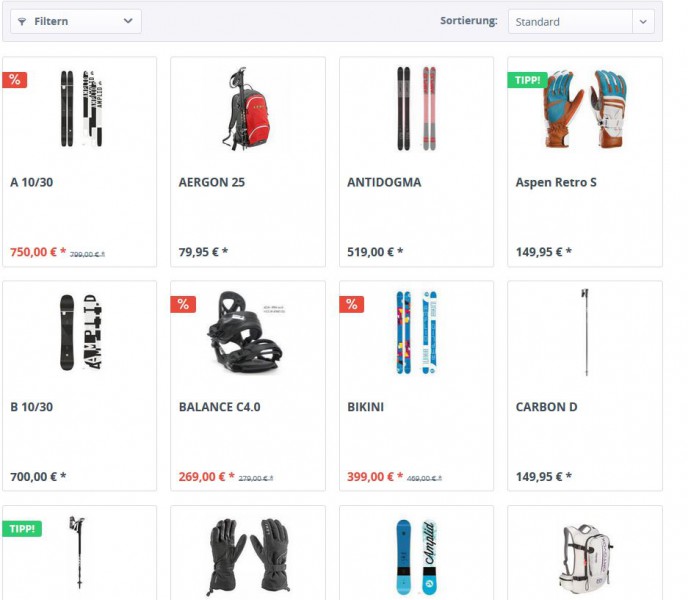 Filtern
Sortierung:
Standard
%
TIPP!
A 10/30
AERGON 25
ANTIDOGMA
Aspen Retro S
750,00 € * 799,00 € *
79,95 € *
519,00 € *
149,95 € *
%
%
AMPLID
B 10/30
BALANCE C4.0
BIKINI
CARBON D
700,00 € *
269,00 € * 279,00 € *
399,00 € * 469,00 € *
149,95 € *
TIPP!
Amplid